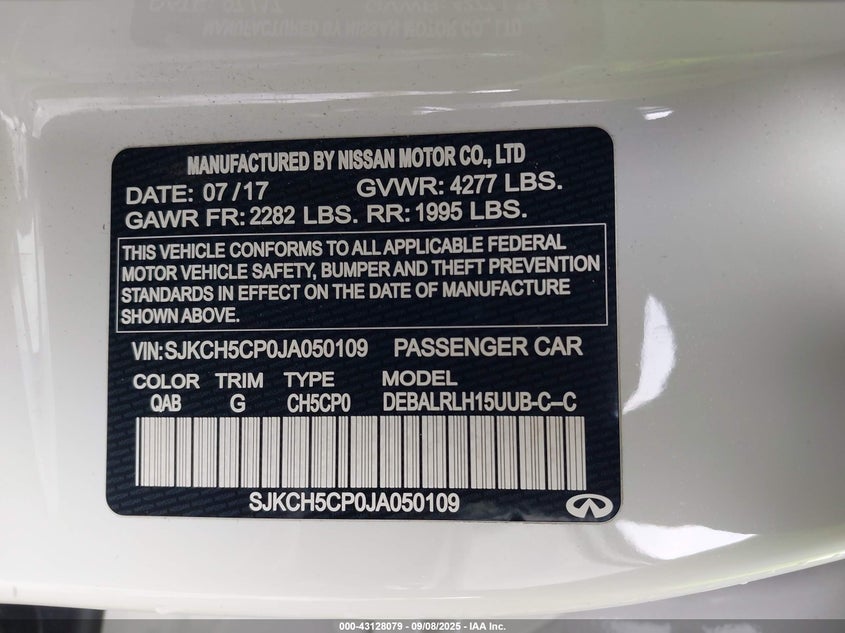 MANUFACTURED BY NISSAN MOTOR CO., LTD
DATE: 07/17 GVWR: 4277 LBS.
GAWR FR: 2282 LBS. RR: 1995 LBS.
THIS VEHICLE CONFORMS TO ALL APPLICABLE FEDERAL
MOTOR VEHICLE SAFETY, BUMPER AND THEFT PREVENTION
STANDARDS IN EFFECT ON THE DATE OF MANUFACTURE
SHOWN ABOVE.
VIN:SJKCH5CP0JA050109 PASSENGER CAR
COLOR TRIM TYPE MODEL
QAB G CH5CP0 DEBALRLH15UUB-C–C
SJKCH5CP0JA050109
000-43128079 - 09/08/2025 - IAA Inc.